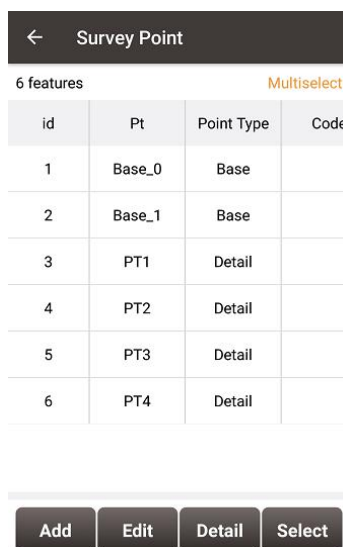 Survey Point
6 features Multiselect
id Pt Point Type Code
1 Base_0 Base
2 Base_1 Base
3 PT1 Detail
4 PT2 Detail
5 PT3 Detail
6 PT4 Detail
Add Edit Detail Select